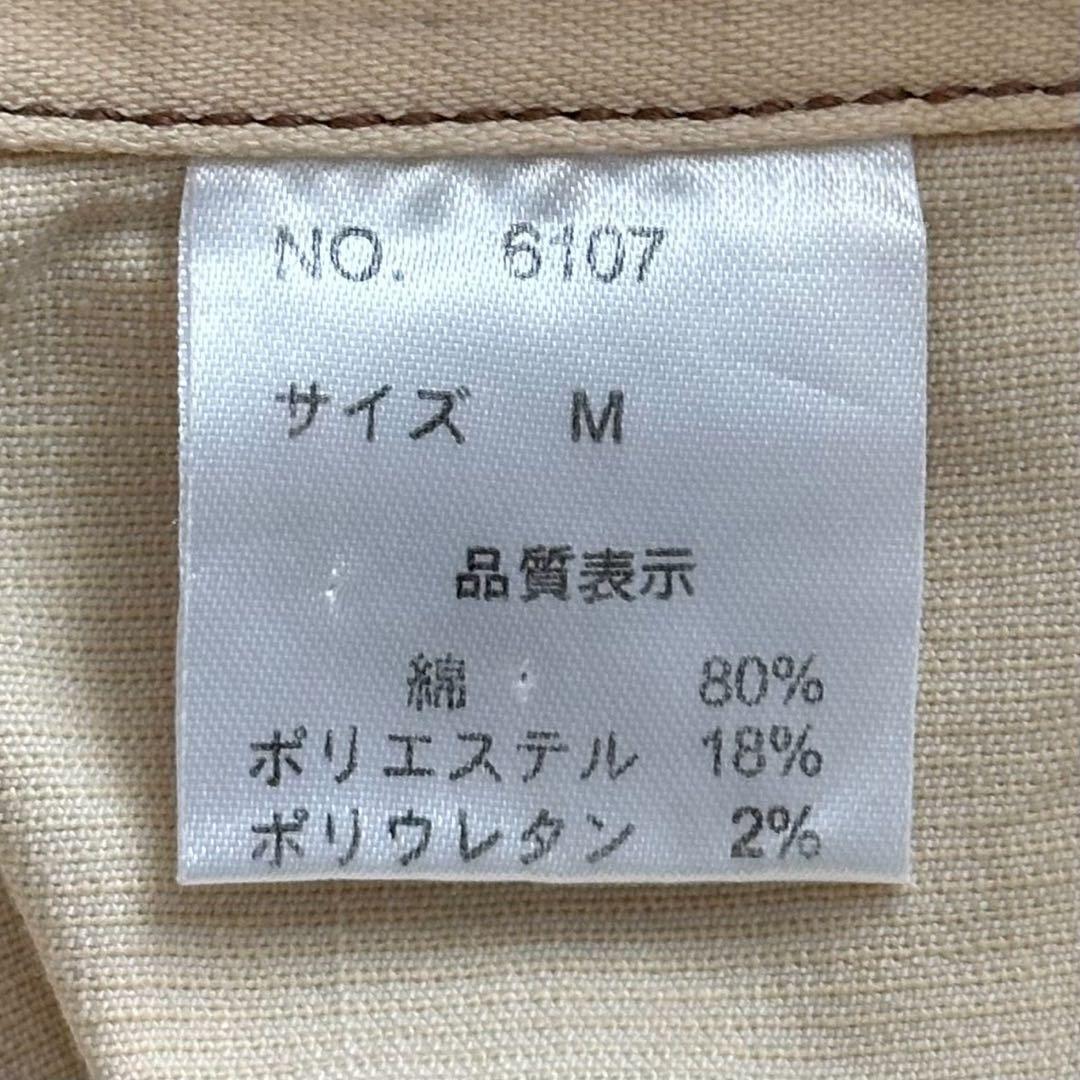 NO. 6107
サイズ M
品質表示
綿 80%
ポリエステル 18%
ポリウレタン 2%